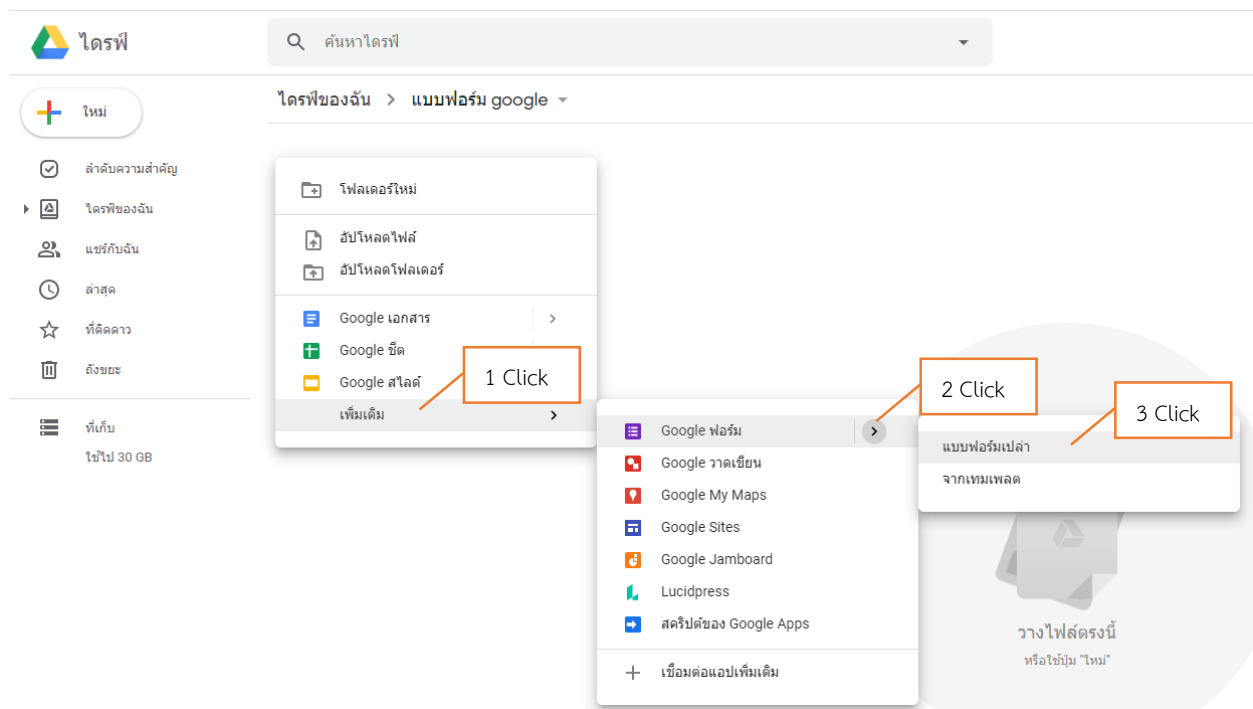 ไดรฟ์
ค้นหาไดรฟ์
ใหม่
ไดรฟ์ของฉัน > แบบฟอร์ม google
ลำดับความสำคัญ
ไดรฟ์ของฉัน
แชร์กับฉัน
ล่าสุด
ที่ติดดาว
ถังขยะ
ที่เก็บ
ใช้ไป 30 GB
โฟลเดอร์ใหม่
อัปโหลดไฟล์
อัปโหลดโฟลเดอร์
Google เอกสาร
Google ชีต
Google สไลด์
เพิ่มเติม
1 Click
Google ฟอร์ม
Google วาดเขียน
Google My Maps
Google Sites
Google Jamboard
Lucidpress
สคริปต์ของ Google Apps
เชื่อมต่อแอปเพิ่มเติม
2 Click
3 Click
แบบฟอร์มเปล่า
จากเทมเพลต
วางไฟล์ตรงนี้
หรือใช้ปุ่ม "ใหม่"